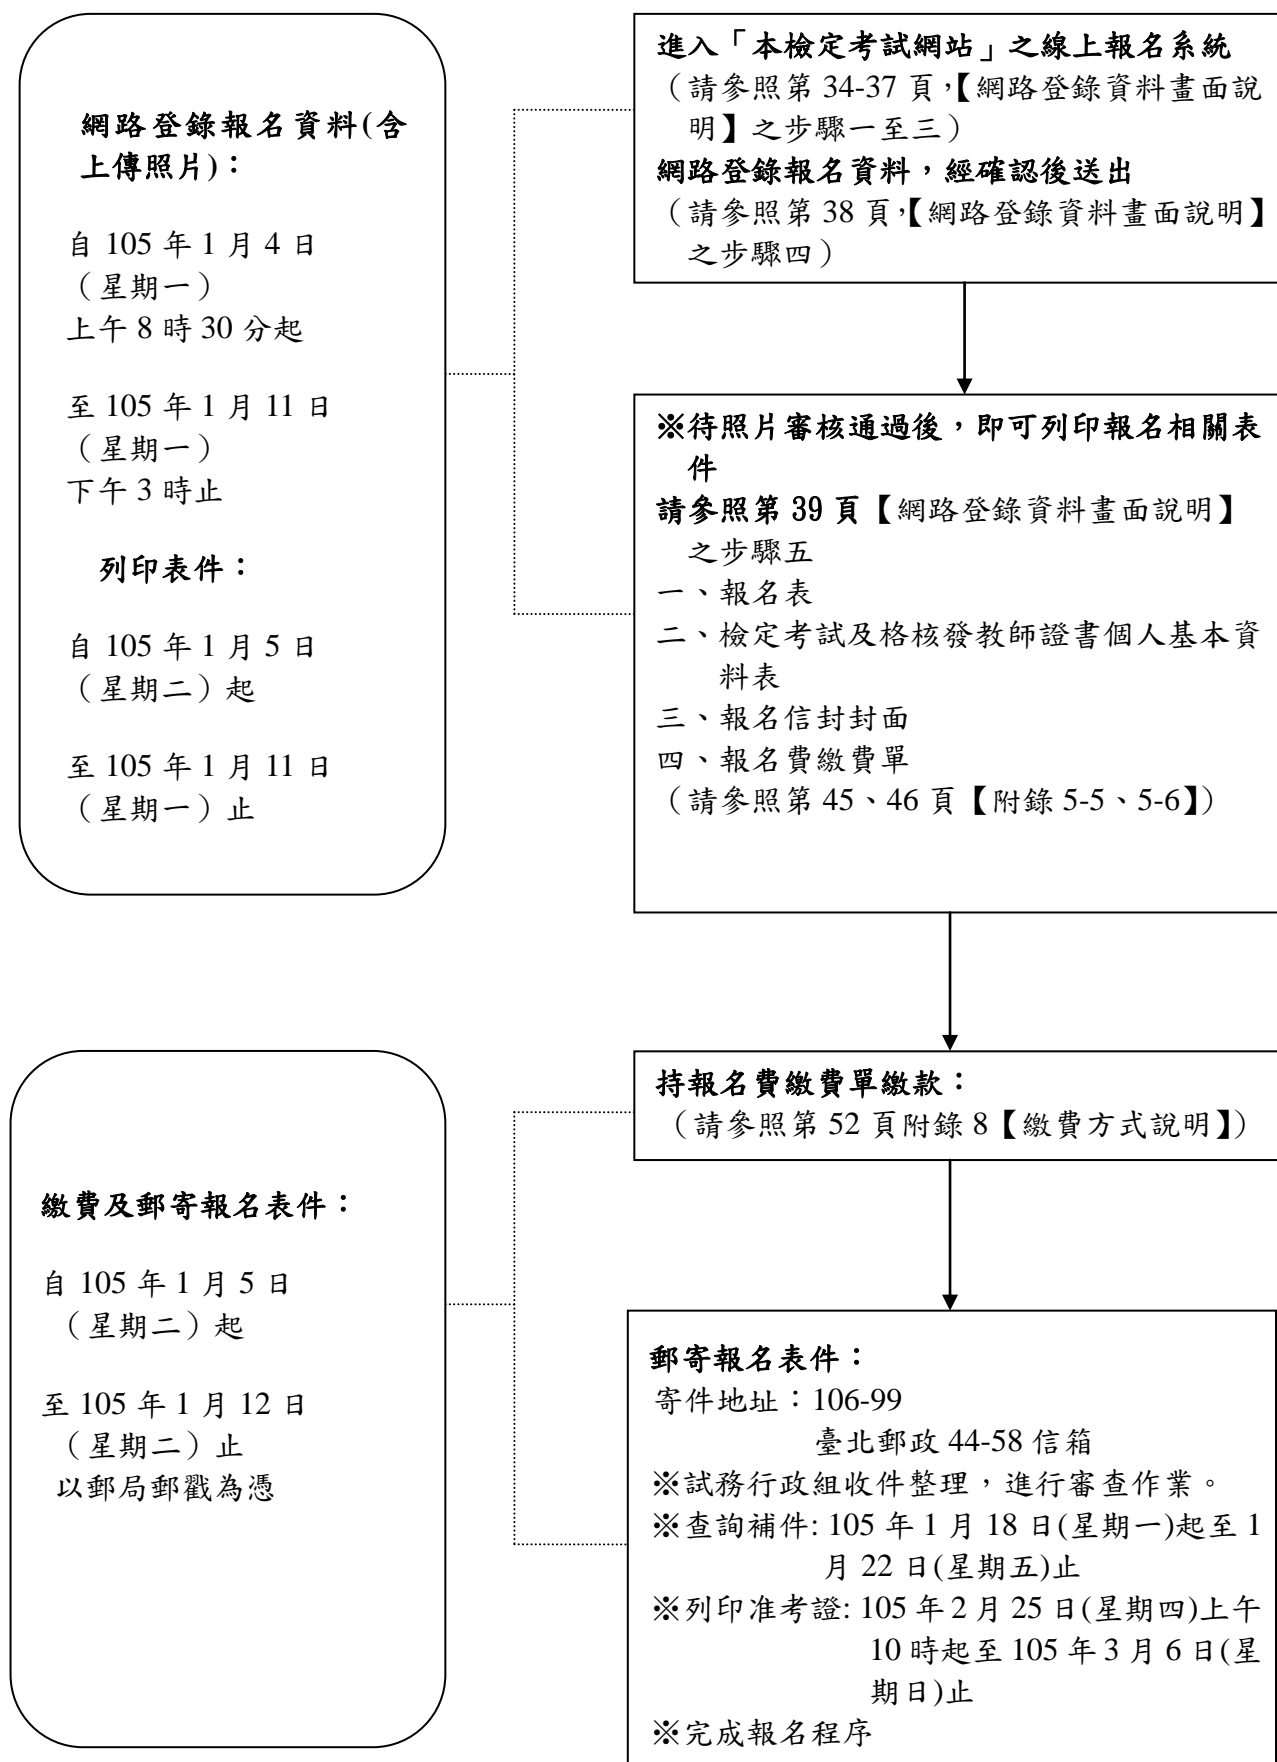 網路登錄報名資料(含
上傳照片)：
自 105 年 1 月 4 日
（星期一）
上午 8 時 30 分起
至 105 年 1 月 11 日
（星期一）
下午 3 時止
列印表件：
自 105 年 1 月 5 日
（星期二）起
至 105 年 1 月 11 日
（星期一）止
進入「本檢定考試網站」之線上報名系統
（請參照第 34-37 頁，【網路登錄資料畫面說
明】之步驟一至三）
網路登錄報名資料，經確認後送出
（請參照第 38 頁，【網路登錄資料畫面說明】
之步驟四）
※待照片審核通過後，即可列印報名相關表
件
請參照第 39 頁【網路登錄資料畫面說明】
之步驟五
一、報名表
二、檢定考試及格核發教師證書個人基本資
料表
三、報名信封封面
四、報名費繳費單
（請參照第 45、46 頁【附錄 5-5、5-6】）
繳費及郵寄報名表件：
自 105 年 1 月 5 日
（星期二）起
至 105 年 1 月 12 日
（星期二）止
以郵局郵戳為憑
持報名費繳費單繳款：
（請參照第 52 頁附錄 8【繳費方式說明】）
郵寄報名表件：
寄件地址：106-99
臺北郵政 44-58 信箱
※試務行政組收件整理，進行審查作業。
※查詢補件: 105 年 1 月 18 日(星期一)起至 1
月 22 日(星期五)止
※列印准考證: 105 年 2 月 25 日(星期四)上午
10 時起至 105 年 3 月 6 日(星
期日)止
※完成報名程序